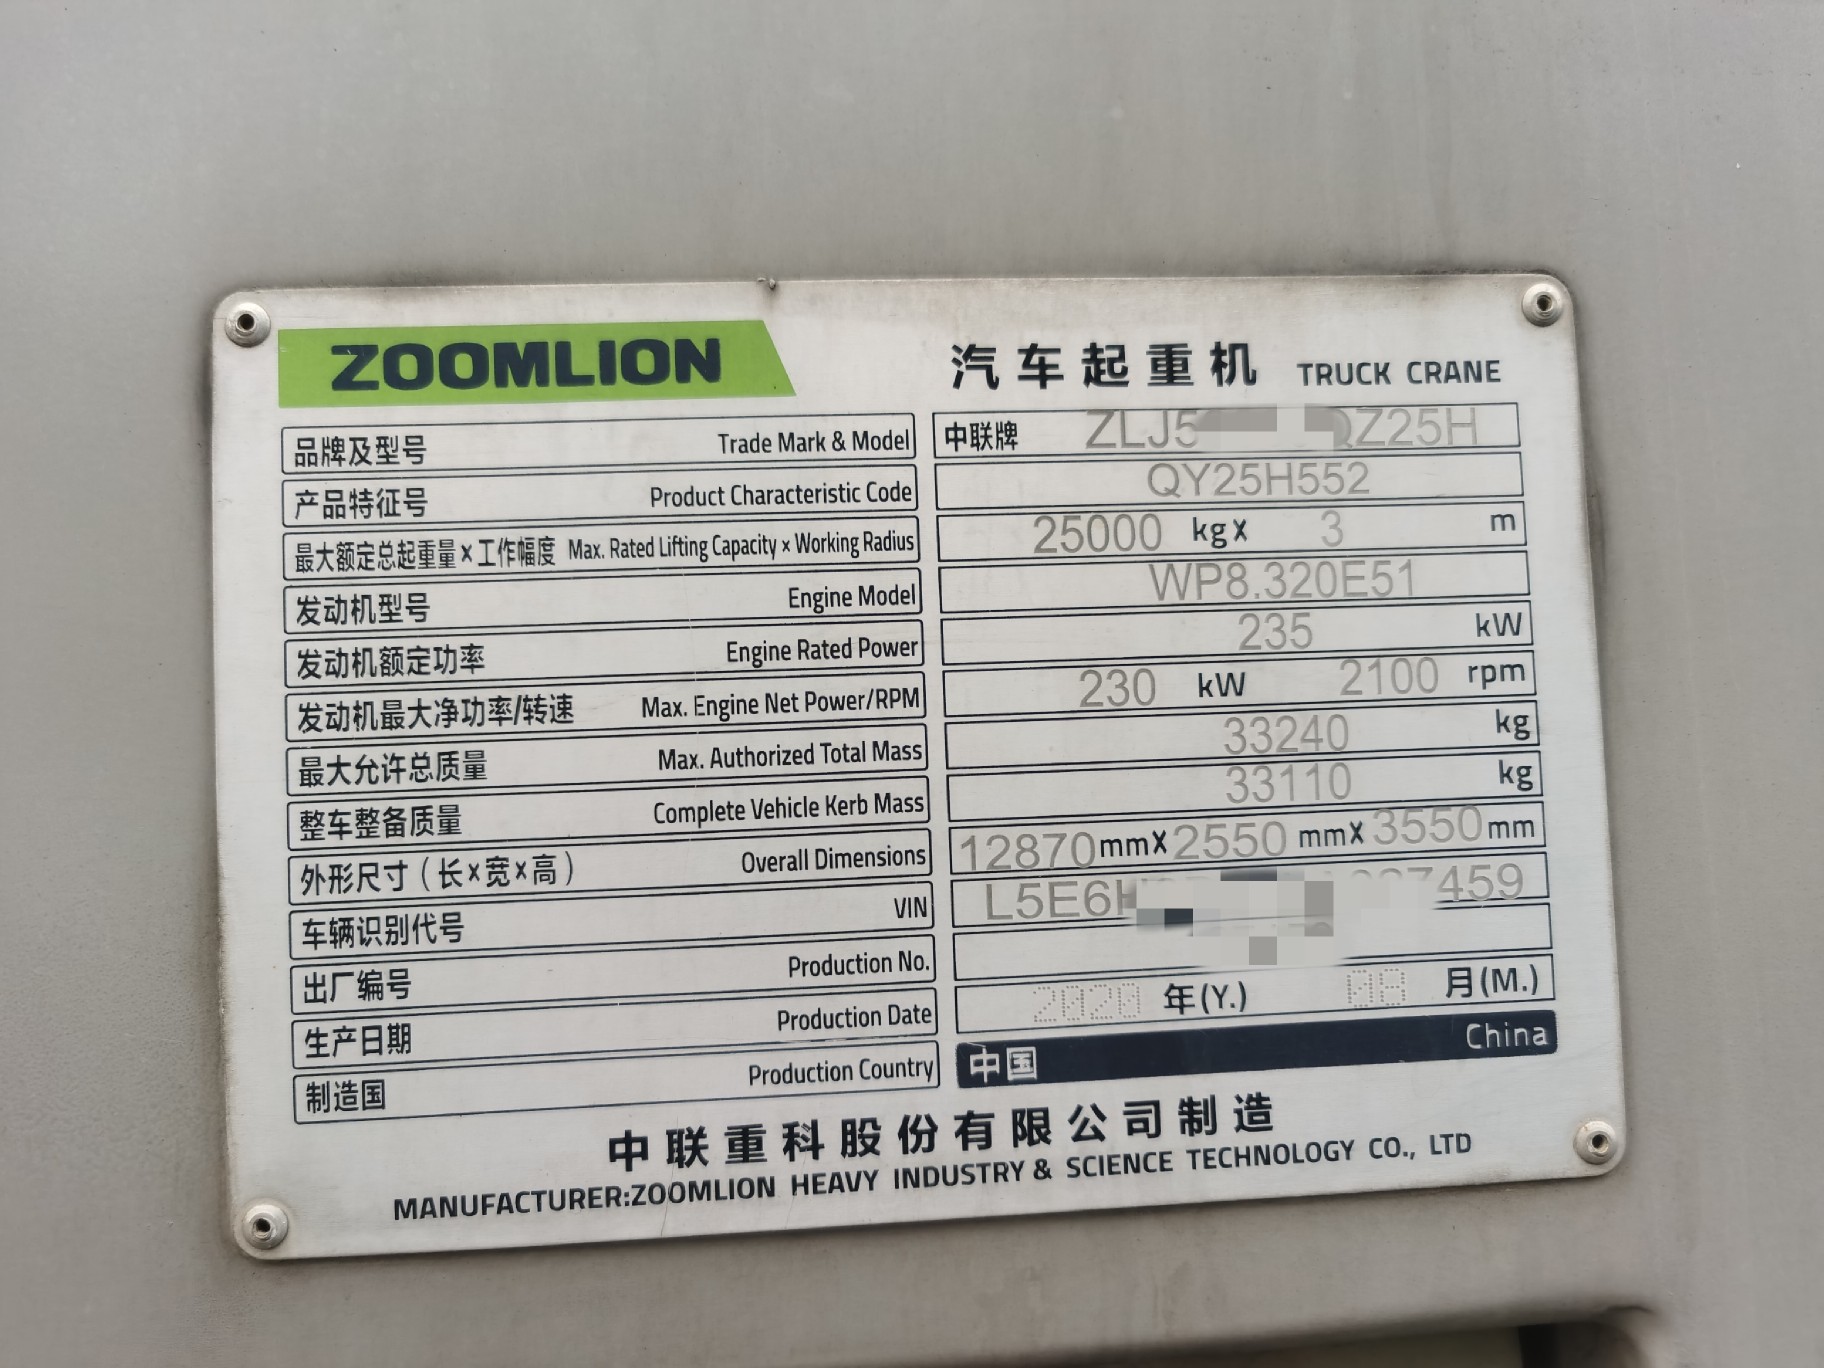 ZOOMLION 汽车起重机 TRUCK CRANE
品牌及型号 Trade Mark & Model 中联牌 ZLJ5 QZ25H
产品特征号 Product Characteristic Code QY25H552
最大额定总起重量×工作幅度 Max. Rated Lifting Capacity × Working Radius 25000 kg× 3 m
发动机型号 Engine Model WP8.320E51
发动机额定功率 Engine Rated Power 235 kW
发动机最大净功率/转速 Max. Engine Net Power/RPM 230 kW 2100 rpm
最大允许总质量 Max. Authorized Total Mass 33240 kg
整车整备质量 Complete Vehicle Kerb Mass 33110 kg
外形尺寸(长×宽×高) Overall Dimensions 12870mm×2550mm×3550mm
车辆识别代号 VIN L5E6H 7459
出厂编号 Production No.
生产日期 Production Date 2020 年(Y.) 08 月(M.)
制造国 Production Country 中国 China
中联重科股份有限公司制造
MANUFACTURER:ZOOMLION HEAVY INDUSTRY & SCIENCE TECHNOLOGY CO., LTD